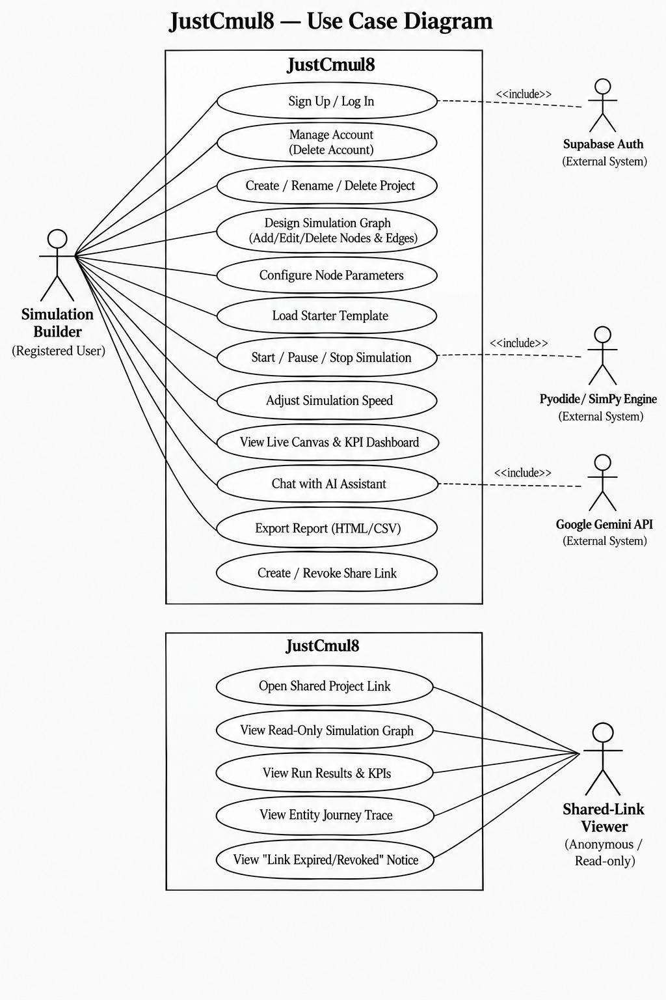 JustCmul8 — Use Case Diagram
JustCmul8
Sign Up / Log In
<<include>>
Supabase Auth
(External System)
Manage Account
(Delete Account)
Create / Rename / Delete Project
Design Simulation Graph
(Add/Edit/Delete Nodes & Edges)
Simulation
Builder
(Registered User)
Configure Node Parameters
Load Starter Template
Start / Pause / Stop Simulation
<<include>>
Pyodide/ SimPy Engine
(External System)
Adjust Simulation Speed
View Live Canvas & KPI Dashboard
Chat with AI Assistant
<<include>>
Google Gemini API
(External System)
Export Report (HTML/CSV)
Create / Revoke Share Link
JustCmul8
Open Shared Project Link
View Read-Only Simulation Graph
View Run Results & KPIs
View Entity Journey Trace
View "Link Expired/Revoked" Notice
Shared-Link
Viewer
(Anonymous /
Read-only)